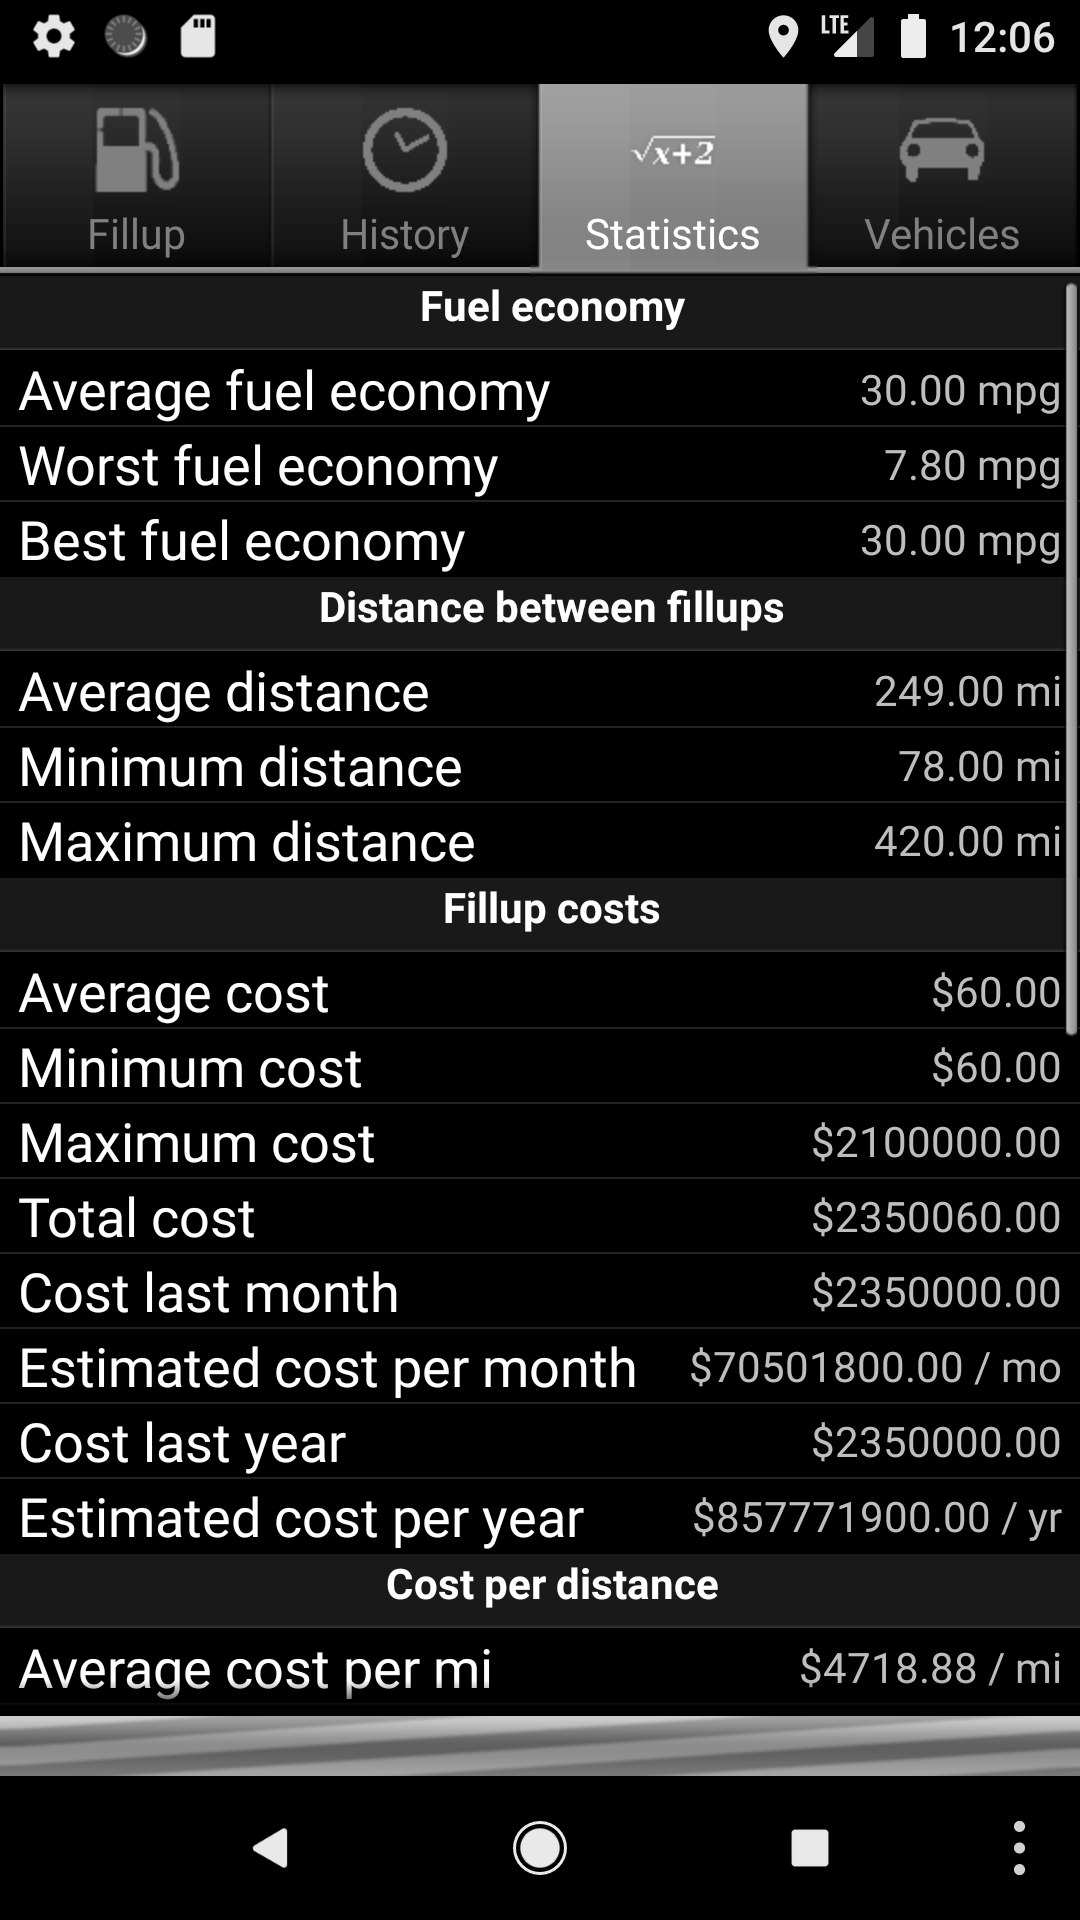 LTE 12:06
√x+2
Fillup History Statistics Vehicles
Fuel economy
Average fuel economy 30.00 mpg
Worst fuel economy 7.80 mpg
Best fuel economy 30.00 mpg
Distance between fillups
Average distance 249.00 mi
Minimum distance 78.00 mi
Maximum distance 420.00 mi
Fillup costs
Average cost $60.00
Minimum cost $60.00
Maximum cost $2100000.00
Total cost $2350060.00
Cost last month $2350000.00
Estimated cost per month $70501800.00 / mo
Cost last year $2350000.00
Estimated cost per year $857771900.00 / yr
Cost per distance
Average cost per mi $4718.88 / mi